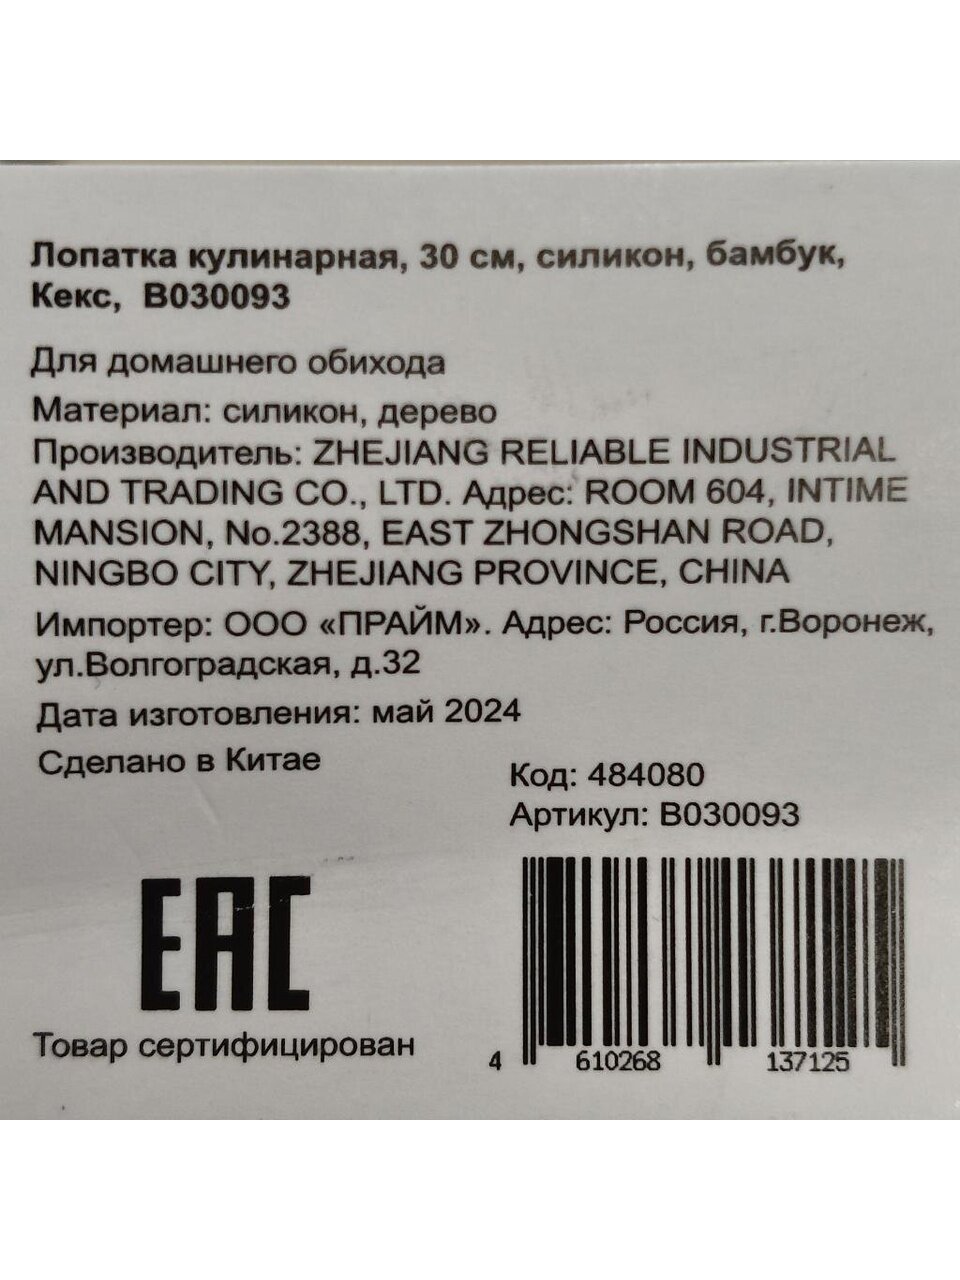 Лопатка кулинарная, 30 см, силикон, бамбук,
Кекс, B030093
Для домашнего обихода
Материал: силикон, дерево
Производитель: ZHEJIANG RELIABLE INDUSTRIAL
AND TRADING CO., LTD. Адрес: ROOM 604, INTIME
MANSION, No.2388, EAST ZHONGSHAN ROAD,
NINGBO CITY, ZHEJIANG PROVINCE, CHINA
Импортер: ООО «ПРАЙМ». Адрес: Россия, г.Воронеж,
ул.Волгоградская, д.32
Дата изготовления: май 2024
Сделано в Китае
Код: 484080
Артикул: B030093
EAC
Товар сертифицирован
4 610268 137125